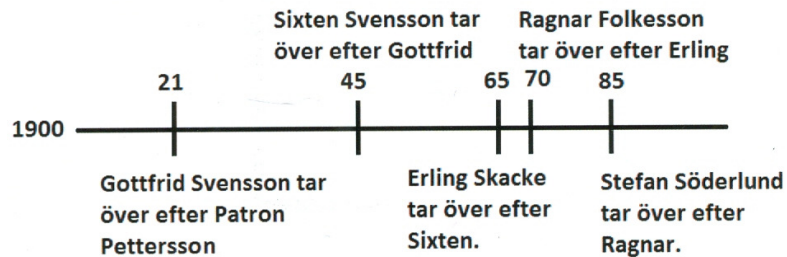 Sixten Svensson tar
över efter Gottfrid
Ragnar Folkesson
tar över efter Erling
21
45
65
70
85
1900
Gottfrid Svensson tar
över efter Patron
Pettersson
Erling Skacke
tar över efter
Sixten.
Stefan Söderlund
tar över efter
Ragnar.